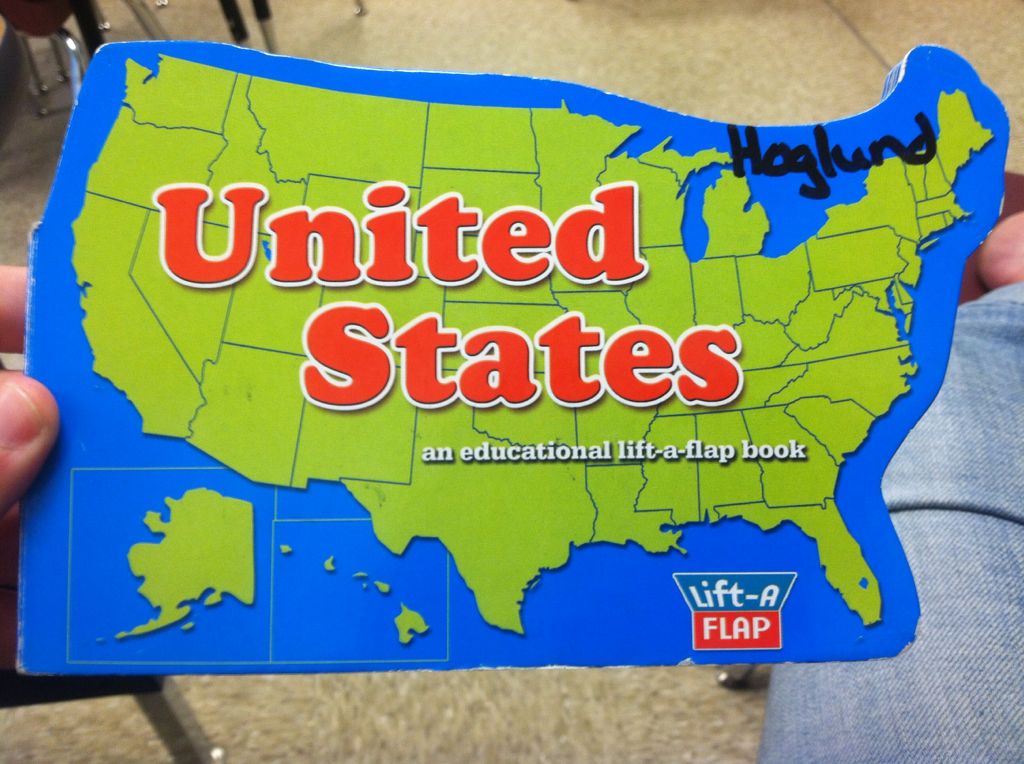 Hoglund
United
States
an educational lift-a-flap book
Lift-A
FLAP